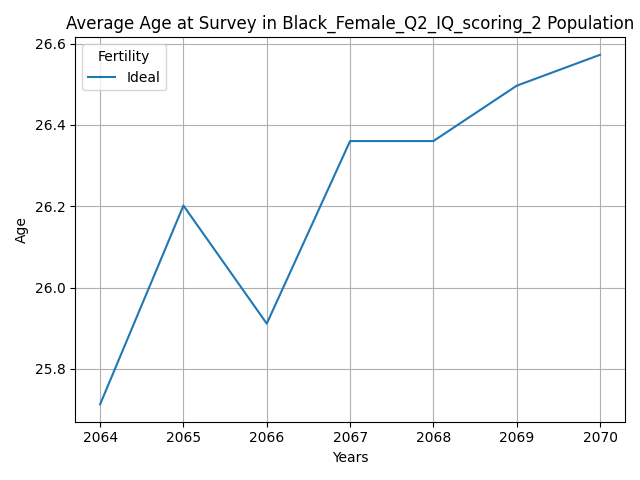 Average Age at Survey in Black_Female_Q2_IQ_scoring_2 Population
Fertility
Ideal
26.6
26.4
26.2
26.0
25.8
Age
2064 2065 2066 2067 2068 2069 2070
Years